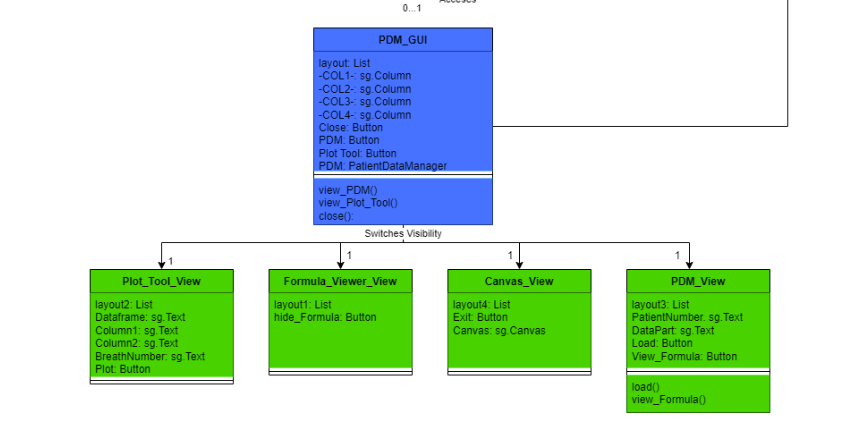 Acceses
0...1
PDM_GUI
layout: List
-COL1-: sg.Column
-COL2-: sg.Column
-COL3-: sg.Column
-COL4-: sg.Column
Close: Button
PDM: Button
Plot Tool: Button
PDM: PatientDataManager
view_PDM()
view_Plot_Tool()
close():
Switches Visibility
1
1
1
1
Plot_Tool_View
layout2: List
Dataframe: sg.Text
Column1: sg.Text
Column2: sg.Text
BreathNumber: sg.Text
Plot: Button
Formula_Viewer_View
layout1: List
hide_Formula: Button
Canvas_View
layout4: List
Exit: Button
Canvas: sg.Canvas
PDM_View
layout3: List
PatientNumber. sg.Text
DataPart: sg.Text
Load: Button
View_Formula: Button
load()
view_Formula()